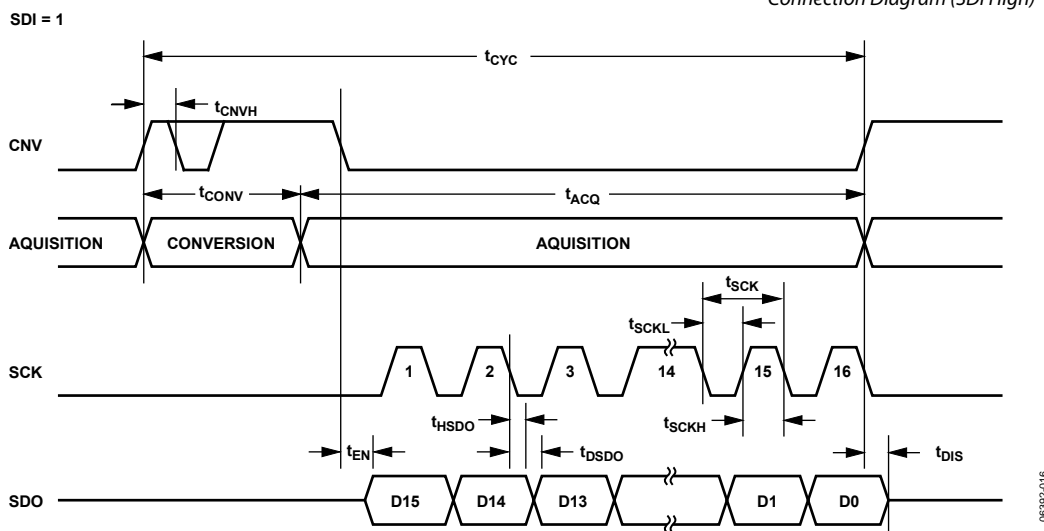 Connection Diagram (SDI High)
SDI = 1
tCYC
tCNVH
CNV
tCONV
tACQ
AQUISITION
CONVERSION
AQUISITION
tSCK
tSCKL
SCK
1
2
3
14
15
16
tHSDO
tSCKH
tEN
tDSDO
tDIS
SDO
D15
D14
D13
D1
D0
06392-016